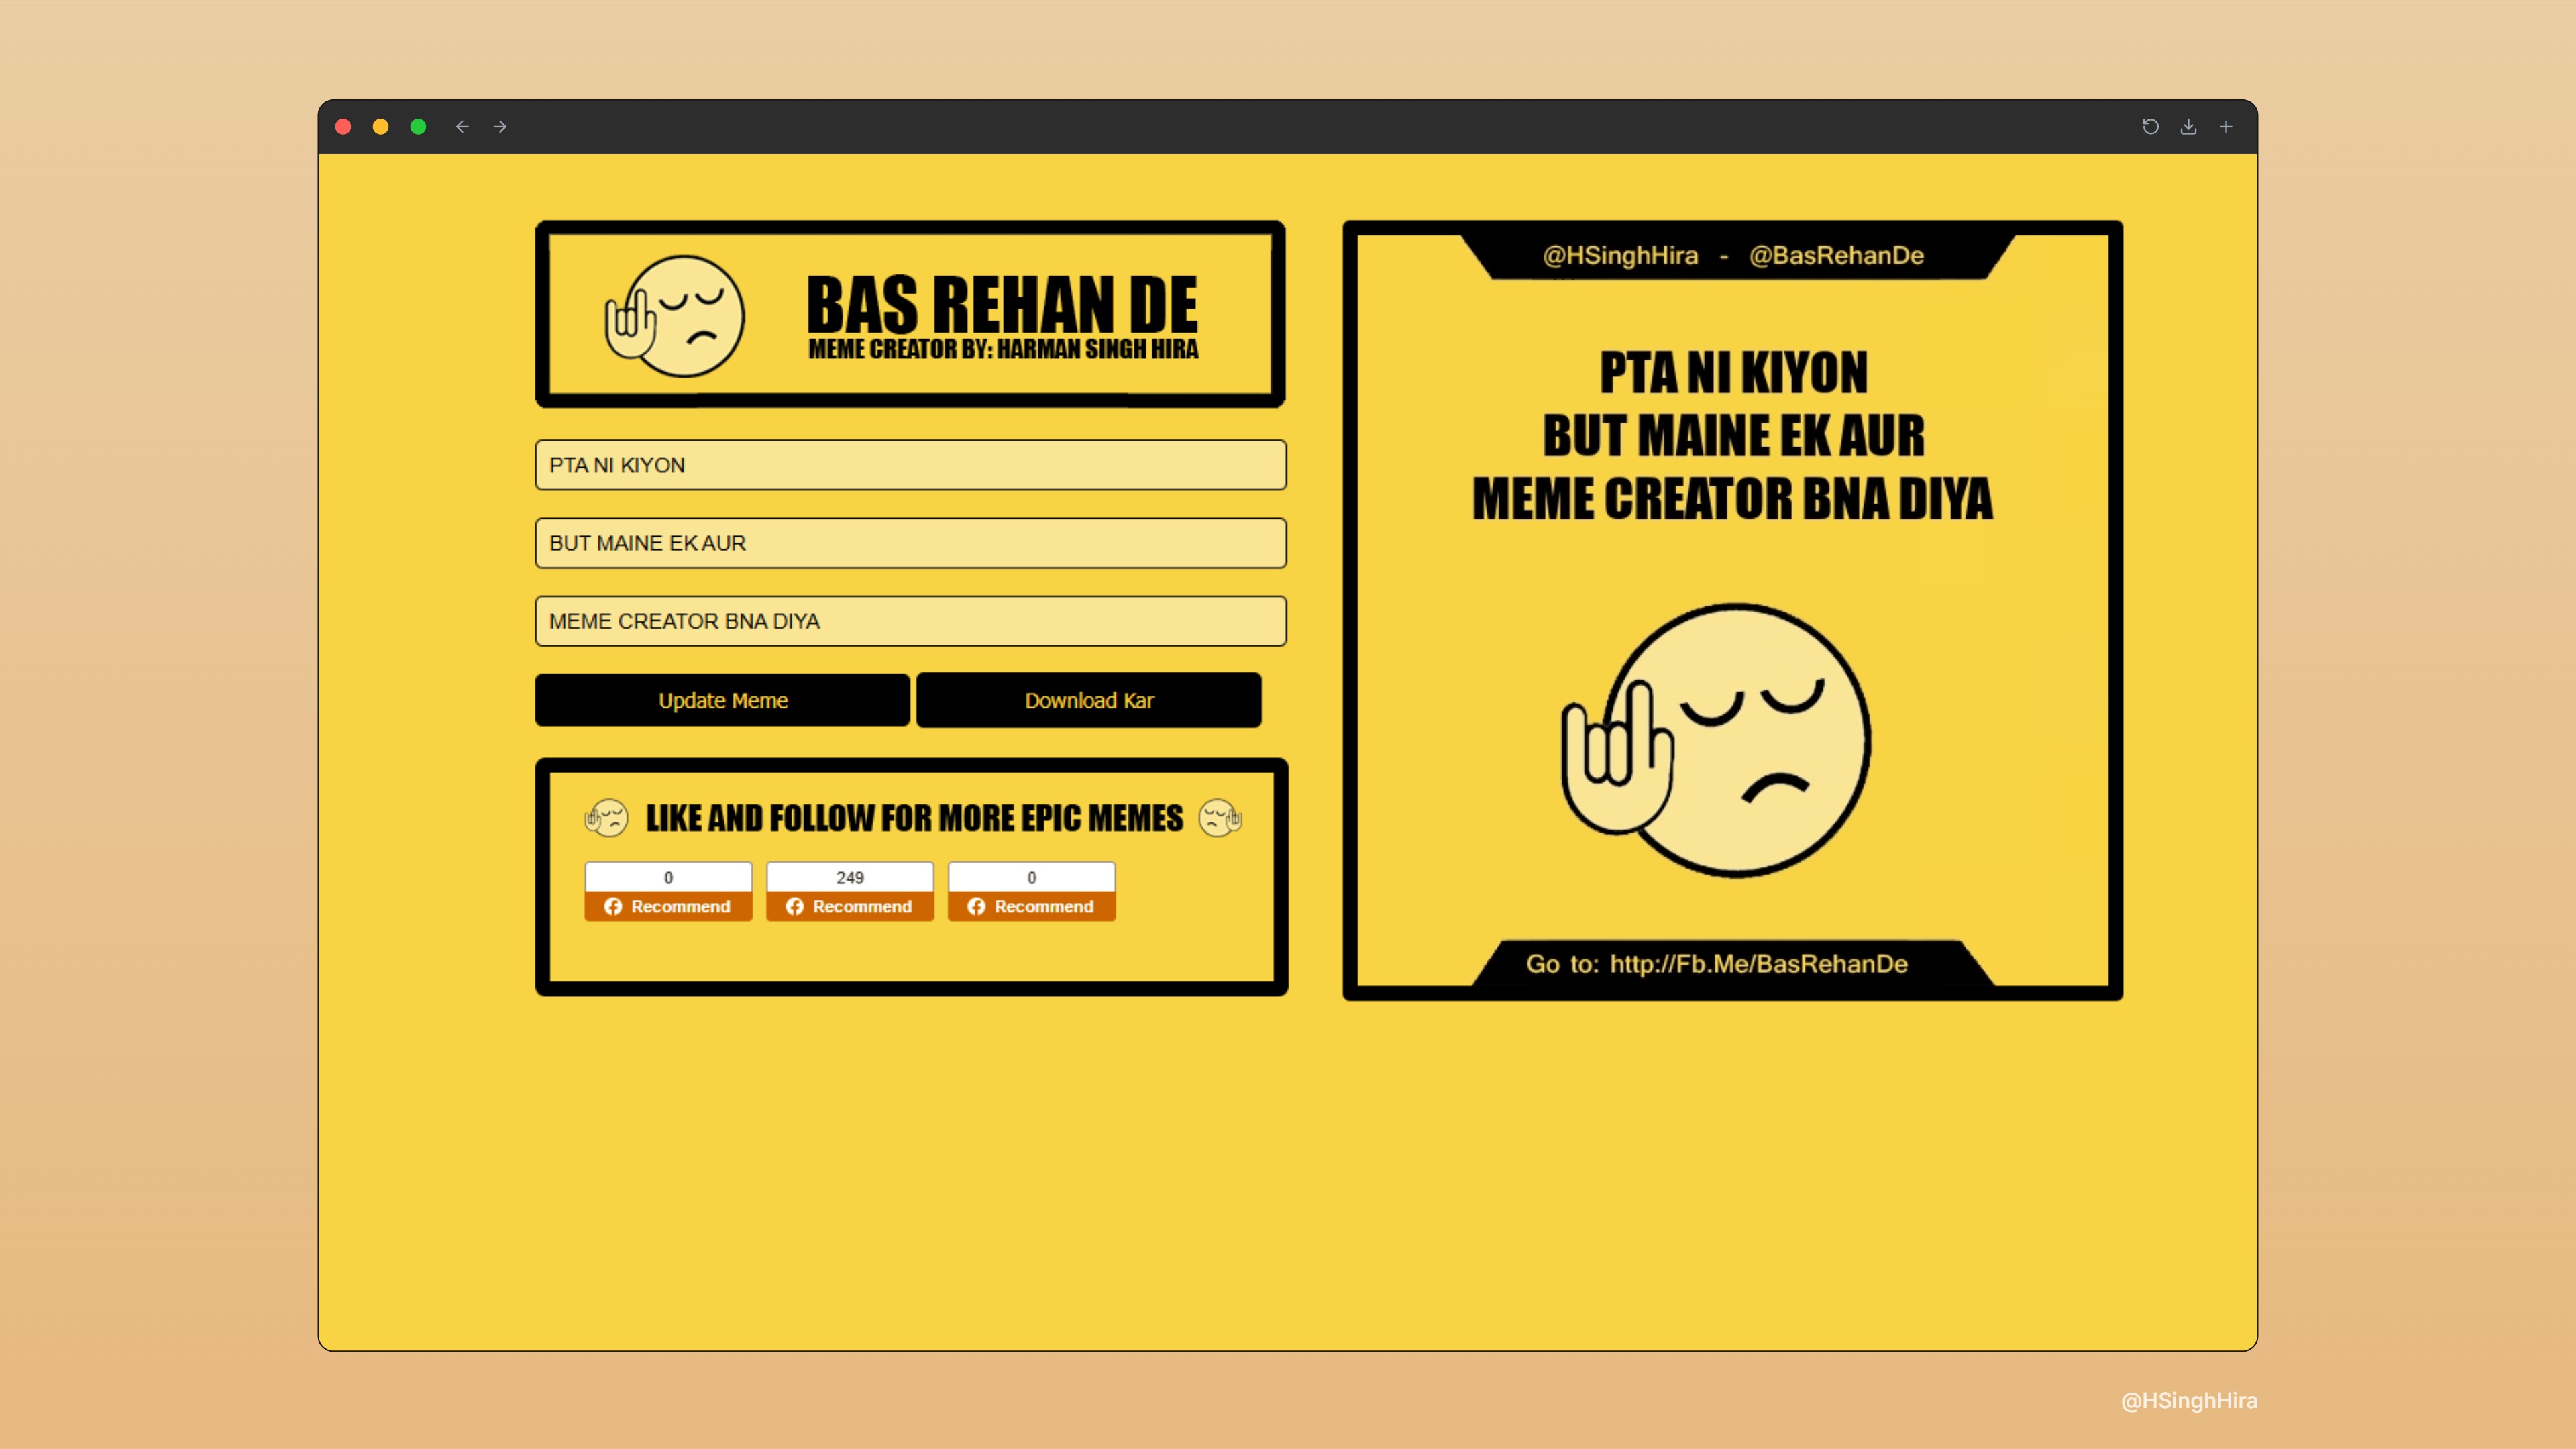 BAS REHAN DE
MEME CREATOR BY: HARMAN SINGH HIRA
PTA NI KIYON
BUT MAINE EK AUR
MEME CREATOR BNA DIYA
Update Meme
Download Kar
LIKE AND FOLLOW FOR MORE EPIC MEMES
0
249
0
Recommend
Recommend
Recommend
@HSinghHira - @BasRehanDe
PTA NI KIYON
BUT MAINE EK AUR
MEME CREATOR BNA DIYA
Go to: http://Fb.Me/BasRehanDe
@HSinghHira